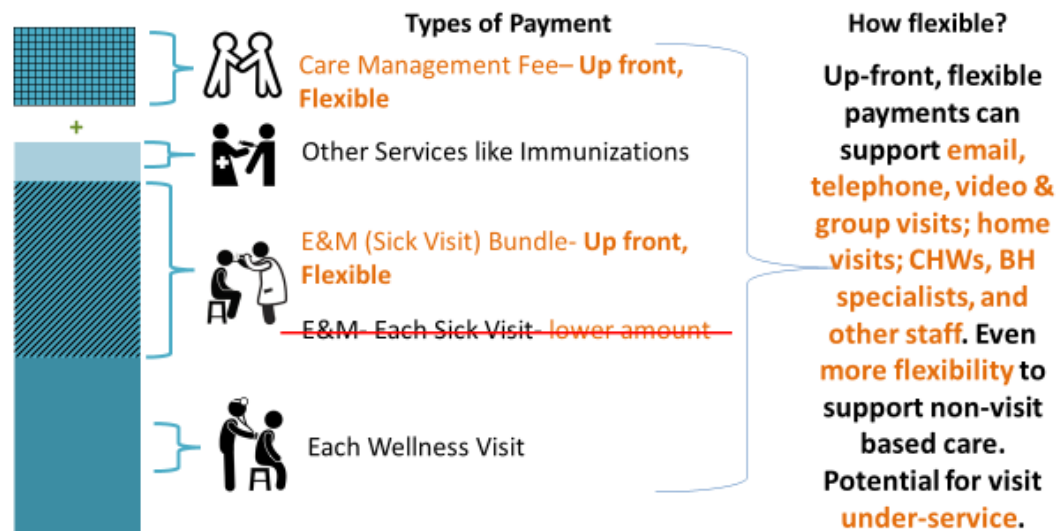 Types of Payment
Care Management Fee– Up front,
Flexible
+
Other Services like Immunizations
E&M (Sick Visit) Bundle- Up front,
Flexible
E&M- Each Sick Visit- lower amount
Each Wellness Visit
How flexible?
Up-front, flexible
payments can
support email,
telephone, video &
group visits; home
visits; CHWs, BH
specialists, and
other staff. Even
more flexibility to
support non-visit
based care.
Potential for visit
under-service.